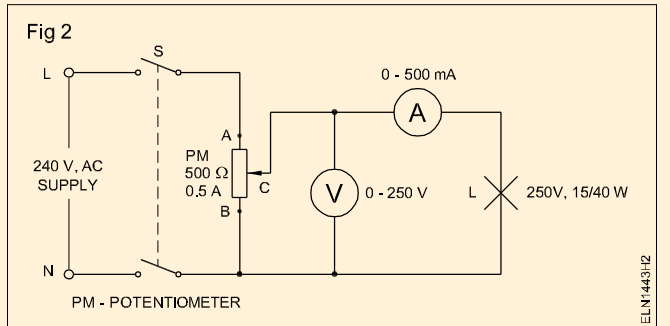 Fig 2
S
L
0 - 500 mA
A
A
PM
500 Ω
0.5 A
C
B
240 V, AC
SUPPLY
V
0 - 250 V
L
250V, 15/40 W
N
PM - POTENTIOMETER
ELN1443H2